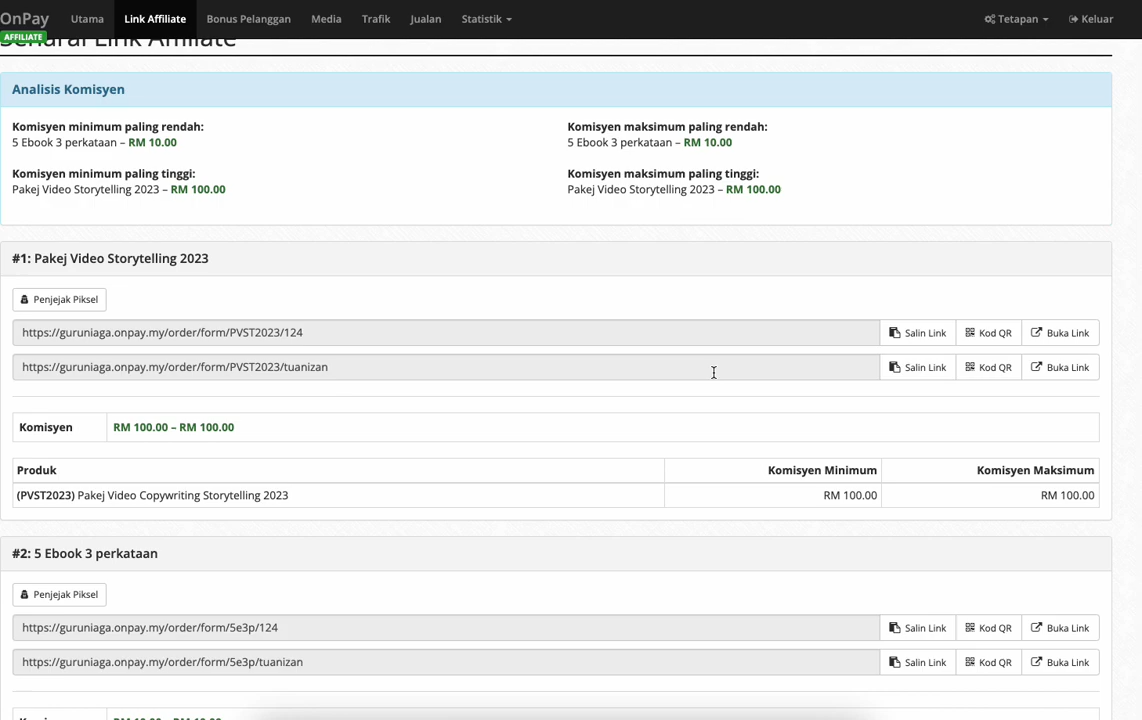 OnPay Utama Link Affiliate Bonus Pelanggan Media Trafik Jualan Statistik Tetapan Keluar
AFFILIATE
Senarai Link Affiliate
Analisis Komisyen
Komisyen minimum paling rendah:
5 Ebook 3 perkataan – RM 10.00
Komisyen maksimum paling rendah:
5 Ebook 3 perkataan – RM 10.00
Komisyen minimum paling tinggi:
Pakej Video Storytelling 2023 – RM 100.00
Komisyen maksimum paling tinggi:
Pakej Video Storytelling 2023 – RM 100.00
#1: Pakej Video Storytelling 2023
Penjejak Piksel
https://guruniaga.onpay.my/order/form/PVST2023/124 Salin Link Kod QR Buka Link
https://guruniaga.onpay.my/order/form/PVST2023/tuanizan Salin Link Kod QR Buka Link
Komisyen RM 100.00 – RM 100.00
Produk Komisyen Minimum Komisyen Maksimum
(PVST2023) Pakej Video Copywriting Storytelling 2023 RM 100.00 RM 100.00
#2: 5 Ebook 3 perkataan
Penjejak Piksel
https://guruniaga.onpay.my/order/form/5e3p/124 Salin Link Kod QR Buka Link
https://guruniaga.onpay.my/order/form/5e3p/tuanizan Salin Link Kod QR Buka Link